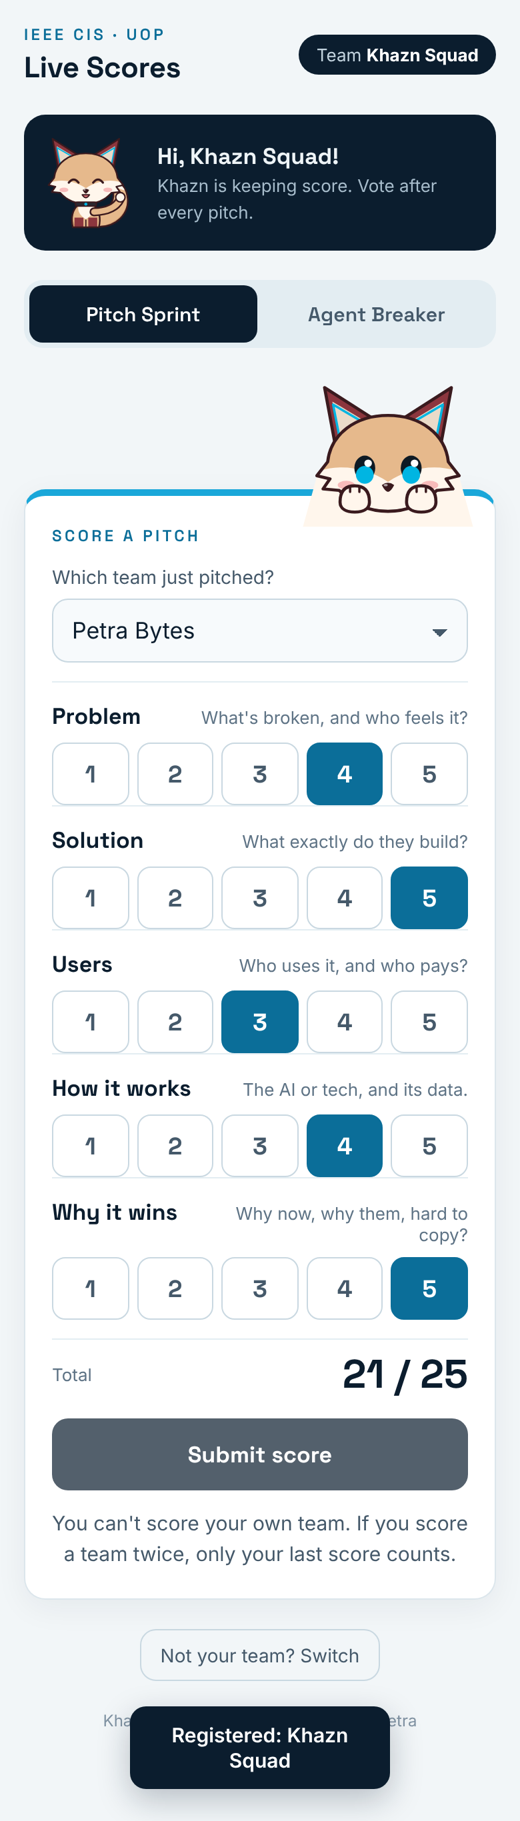 IEEE CIS · UOP
Live Scores
Team Khazn Squad
Hi, Khazn Squad!
Khazn is keeping score. Vote after
every pitch.
Pitch Sprint
Agent Breaker
SCORE A PITCH
Which team just pitched?
Petra Bytes
Problem
What's broken, and who feels it?
1 2 3 4 5
Solution
What exactly do they build?
1 2 3 4 5
Users
Who uses it, and who pays?
1 2 3 4 5
How it works
The AI or tech, and its data.
1 2 3 4 5
Why it wins
Why now, why them, hard to
copy?
1 2 3 4 5
Total
21 / 25
Submit score
You can't score your own team. If you score
a team twice, only your last score counts.
Not your team? Switch
Registered: Khazn
Squad